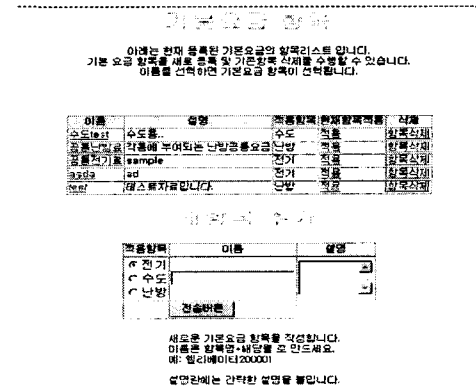 기본요금 항목
아래는 현재 등록된 기본요금의 항목리스트 입니다.
기본 요금 항목을 새로 등록 및 기존항목 삭제를 수행할 수 있습니다.
이름을 선택하면 기본요금 항목이 선택됩니다.
이름 설명 적용항목 현재항목적용 삭제
수도test 수도를.. 수도 적용 항목삭제
공통난방료 각홈에 부여되는 난방공통요금 난방 적용 항목삭제
공통전기료 sample 전기 적용 항목삭제
asda ad 전기 적용 항목삭제
test 테스트자료입니다. 난방 적용 항목삭제
적용항목 이름 설명
전기
수도
난방
전송버튼
새로운 기본요금 항목을 작성합니다.
이름은 항목명+해당월 로 만드세요.
예: 엘리베이터200001
설명란에는 간략한 설명을 붙입니다.